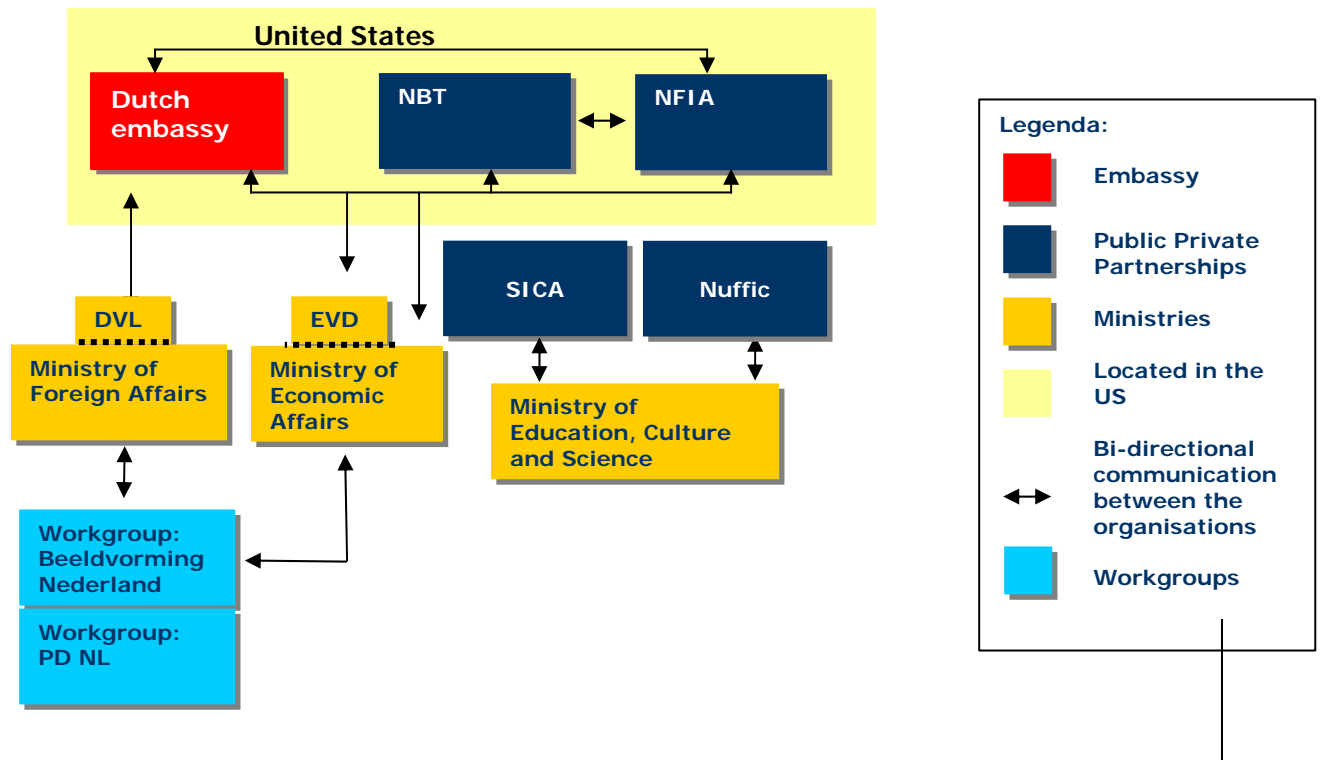 United States
Dutch
embassy
NBT
NFIA
SICA
Nuffic
DVL
EVD
Ministry of
Foreign Affairs
Ministry of
Economic
Affairs
Ministry of
Education, Culture
and Science
Workgroup:
Beeldvorming
Nederland
Workgroup:
PD NL
Legenda:
Embassy
Public Private
Partnerships
Ministries
Located in the
US
Bi-directional
communication
between the
organisations
Workgroups